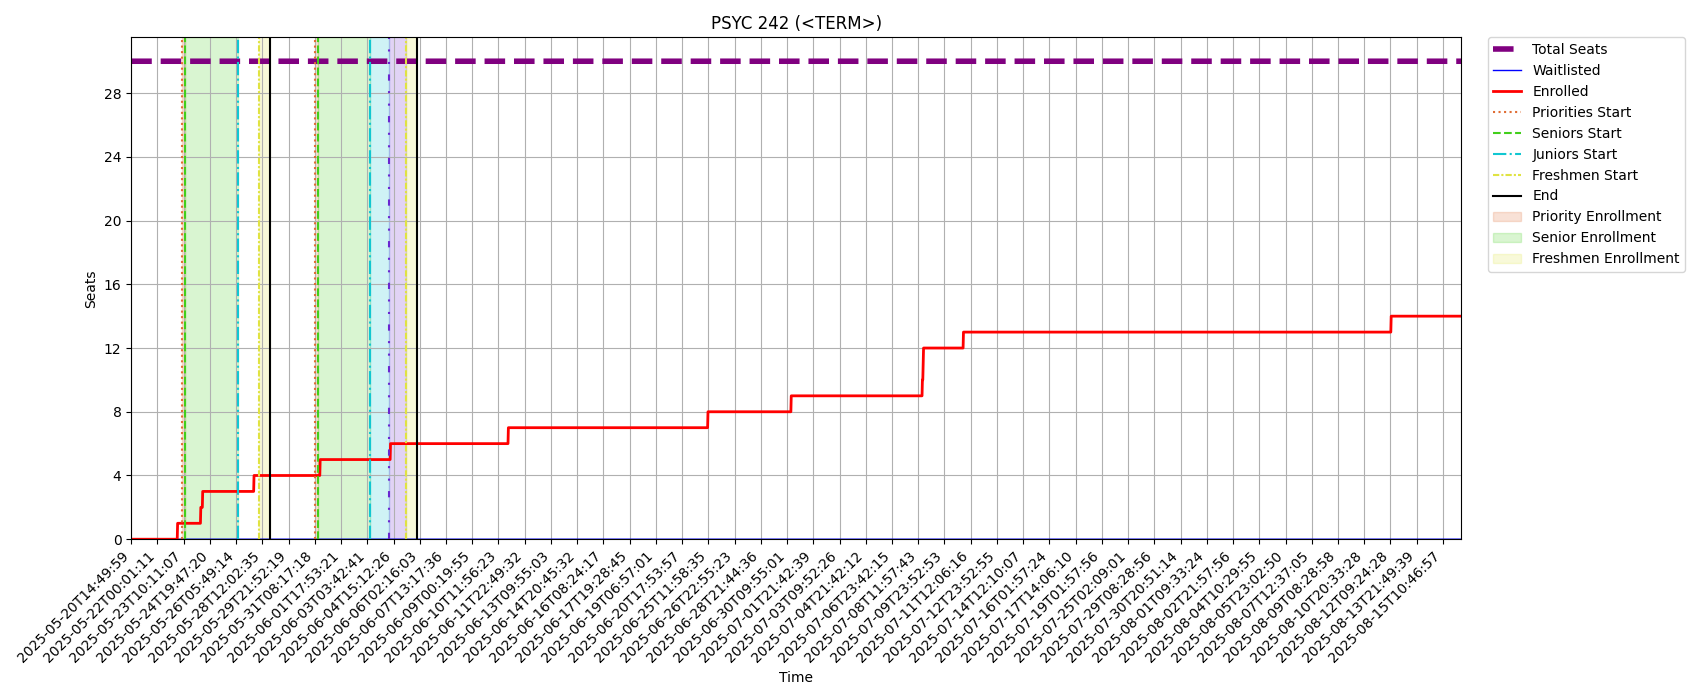 PSYC 242 (<TERM>)
Total Seats
Waitlisted
Enrolled
Priorities Start
Seniors Start
Juniors Start
Freshmen Start
End
Priority Enrollment
Senior Enrollment
Freshmen Enrollment
Seats
28
24
20
16
12
8
4
0
2025-05-20T14:49:59
2025-05-22T00:01:11
2025-05-23T10:11:07
2025-05-24T19:47:20
2025-05-26T05:49:14
2025-05-28T12:02:35
2025-05-29T21:52:19
2025-05-31T08:17:18
2025-06-01T17:53:21
2025-06-03T03:42:41
2025-06-04T15:12:26
2025-06-06T02:16:03
2025-06-07T13:17:36
2025-06-09T00:19:55
2025-06-10T11:56:23
2025-06-11T22:49:32
2025-06-13T09:55:03
2025-06-14T20:45:32
2025-06-16T08:24:17
2025-06-17T19:28:45
2025-06-19T06:57:01
2025-06-20T17:53:57
2025-06-25T11:58:35
2025-06-26T22:55:23
2025-06-28T21:44:36
2025-06-30T09:55:01
2025-07-01T21:42:39
2025-07-03T09:52:26
2025-07-04T21:42:12
2025-07-06T23:42:15
2025-07-08T11:57:43
2025-07-09T23:52:53
2025-07-11T12:06:16
2025-07-12T23:52:55
2025-07-14T12:10:07
2025-07-16T01:57:24
2025-07-17T14:06:10
2025-07-19T01:57:56
2025-07-25T02:09:01
2025-07-29T08:28:56
2025-07-30T20:51:14
2025-08-01T09:33:24
2025-08-02T21:57:56
2025-08-04T10:29:55
2025-08-05T23:02:50
2025-08-07T12:37:05
2025-08-09T08:28:58
2025-08-10T20:33:28
2025-08-12T09:24:28
2025-08-13T21:49:39
2025-08-15T10:46:57
Time